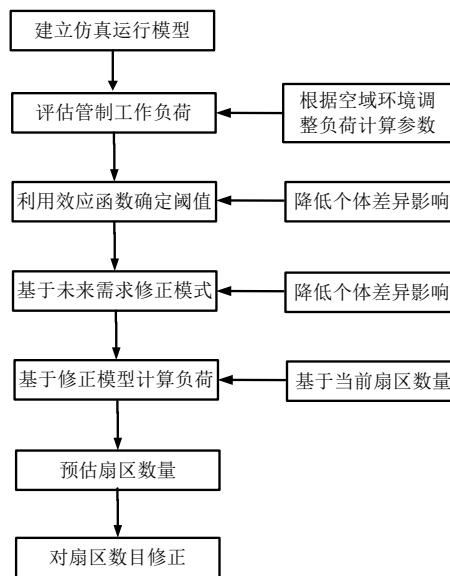 建立仿真运行模型
评估管制工作负荷
根据空域环境调
整负荷计算参数
利用效应函数确定阈值
降低个体差异影响
基于未来需求修正模式
降低个体差异影响
基于修正模型计算负荷
基于当前扇区数量
预估扇区数量
对扇区数目修正